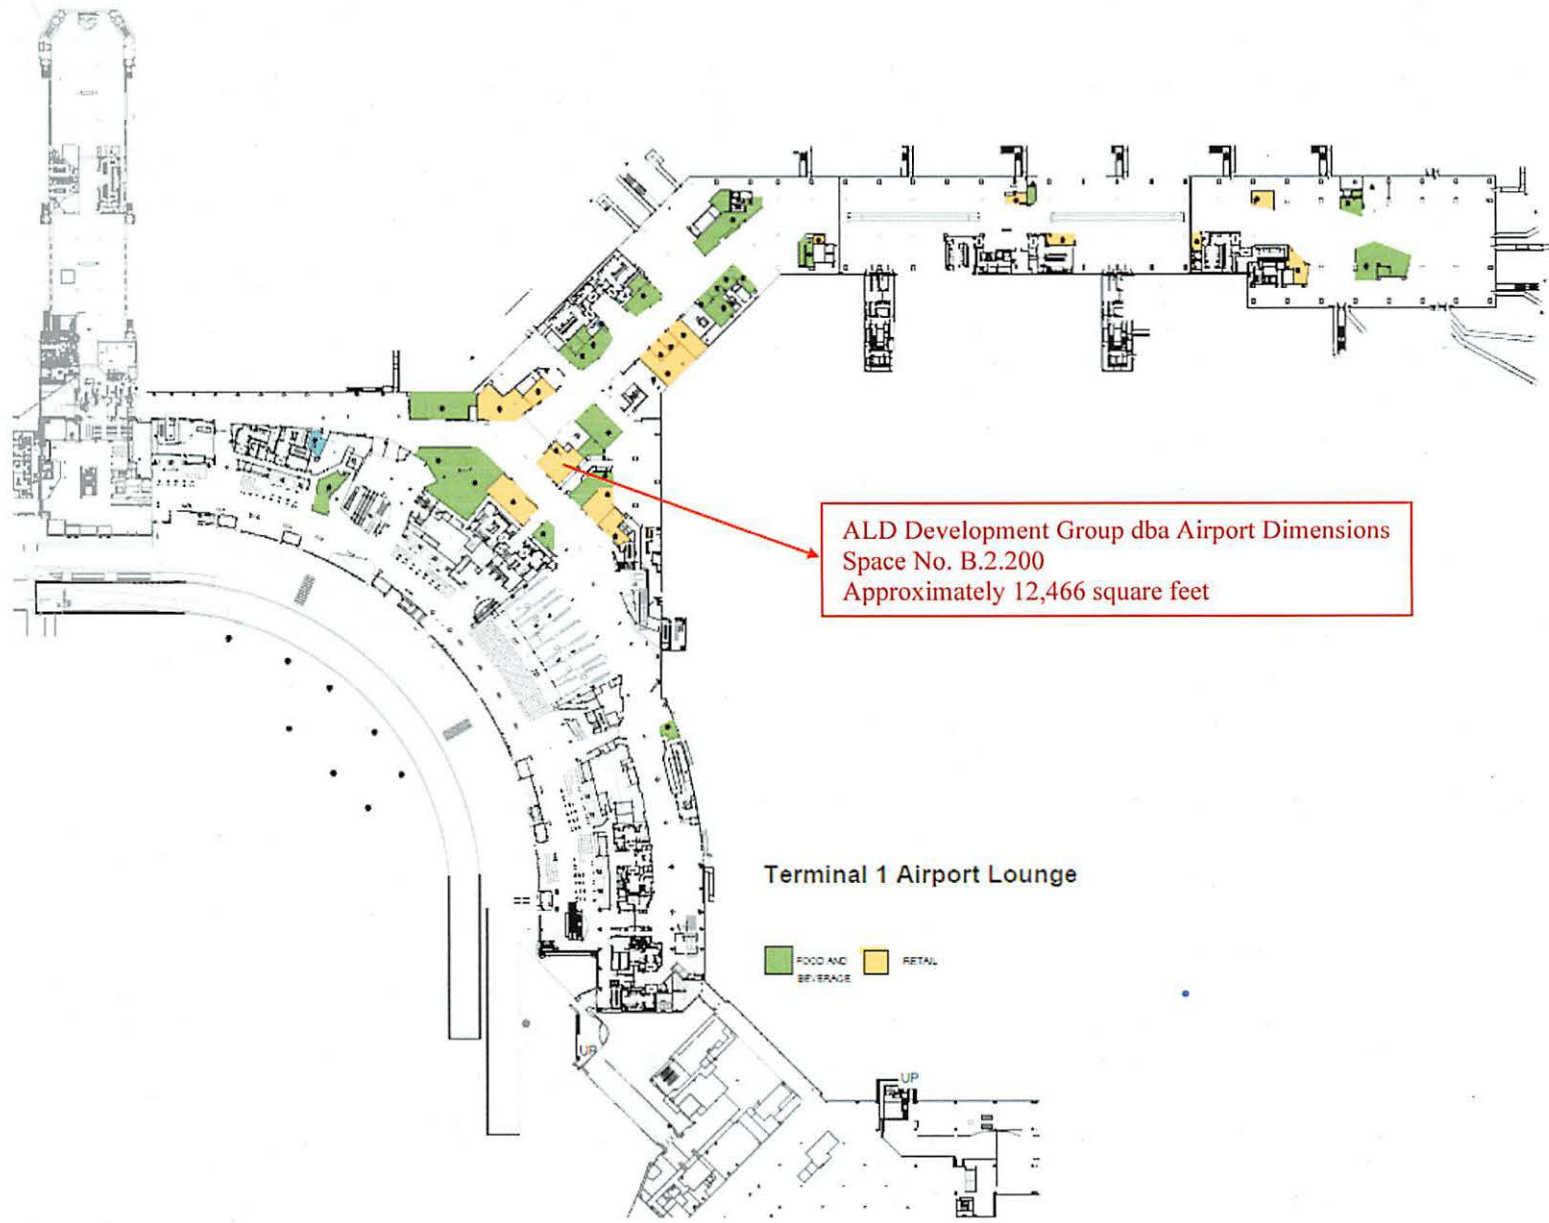 ALD Development Group dba Airport Dimensions
Space No. B.2.200
Approximately 12,466 square feet
Terminal 1 Airport Lounge
FOOD AND
BEVERAGE
RETAIL
UP
UP